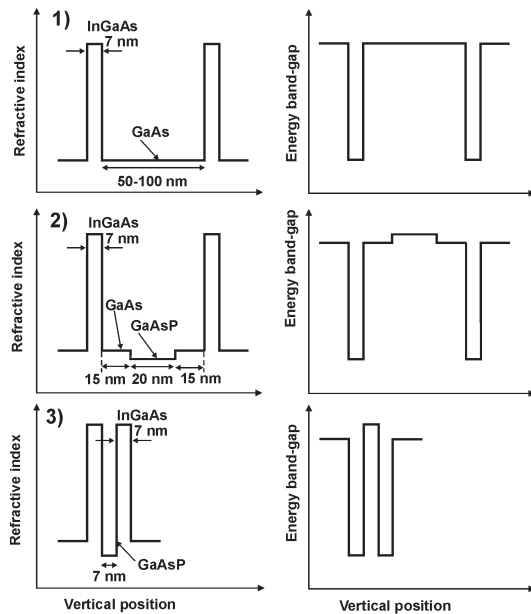 1)
InGaAs
7 nm
Refractive index
GaAs
50-100 nm
Energy band-gap
2)
InGaAs
7 nm
Refractive index
GaAs
GaAsP
15 nm
20 nm
15 nm
Energy band-gap
3)
InGaAs
7 nm
Refractive index
GaAsP
7 nm
Vertical position
Energy band-gap
Vertical position